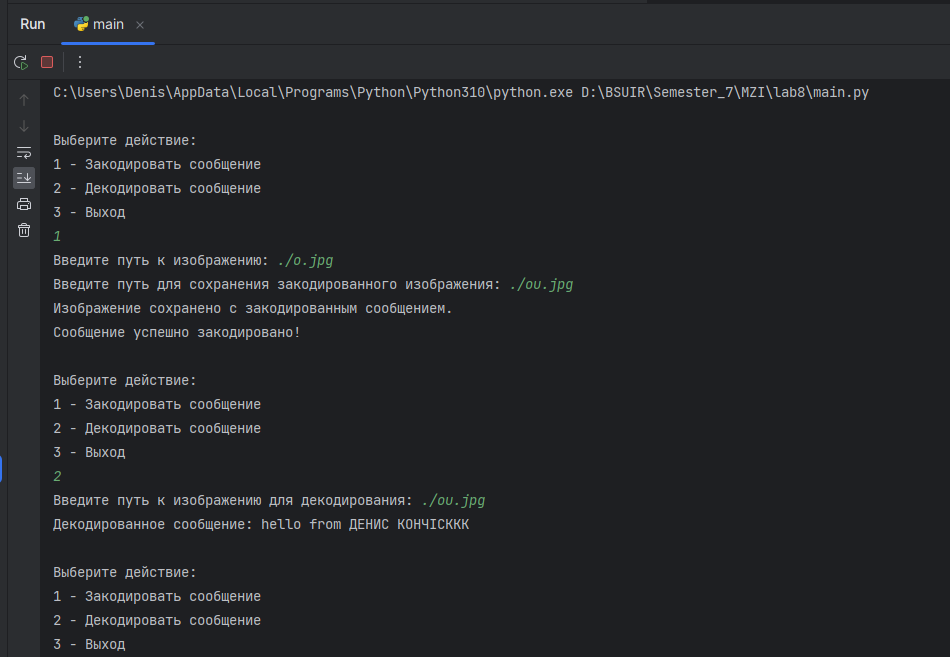 Run main
C:\Users\Denis\AppData\Local\Programs\Python\Python310\python.exe D:\BSUIR\Semester_7\MZI\lab8\main.py
Выберите действие:
1 - Закодировать сообщение
2 - Декодировать сообщение
3 - Выход
1
Введите путь к изображению: ./o.jpg
Введите путь для сохранения закодированного изображения: ./ou.jpg
Изображение сохранено с закодированным сообщением.
Сообщение успешно закодировано!
Выберите действие:
1 - Закодировать сообщение
2 - Декодировать сообщение
3 - Выход
2
Введите путь к изображению для декодирования: ./ou.jpg
Декодированное сообщение: hello from ДЕНИС КОНЧІСККК
Выберите действие:
1 - Закодировать сообщение
2 - Декодировать сообщение
3 - Выход